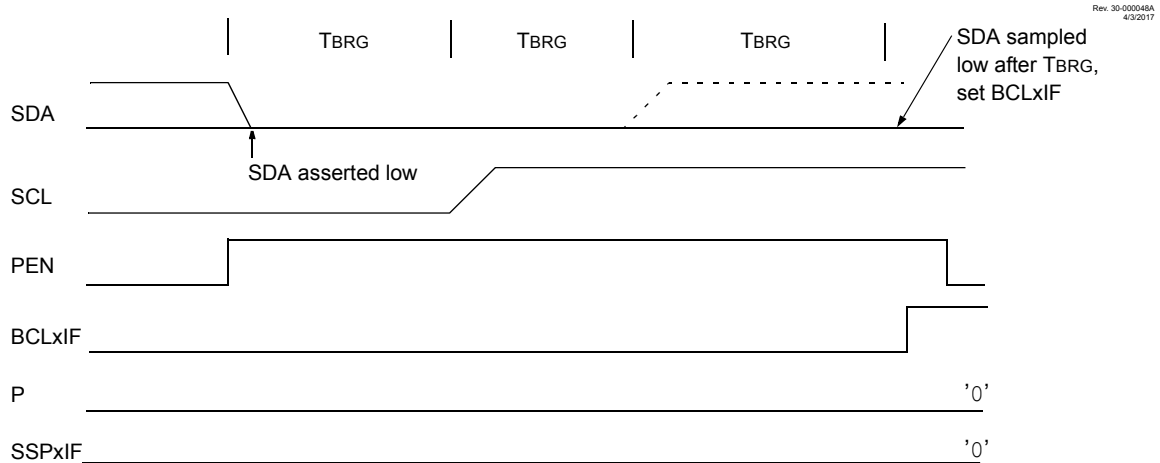 Rev. 30-000048A
4/3/2017
TBRG TBRG TBRG
SDA sampled
low after TBRG,
set BCLxIF
SDA
SDA asserted low
SCL
PEN
BCLxIF
P '0'
SSPxIF '0'